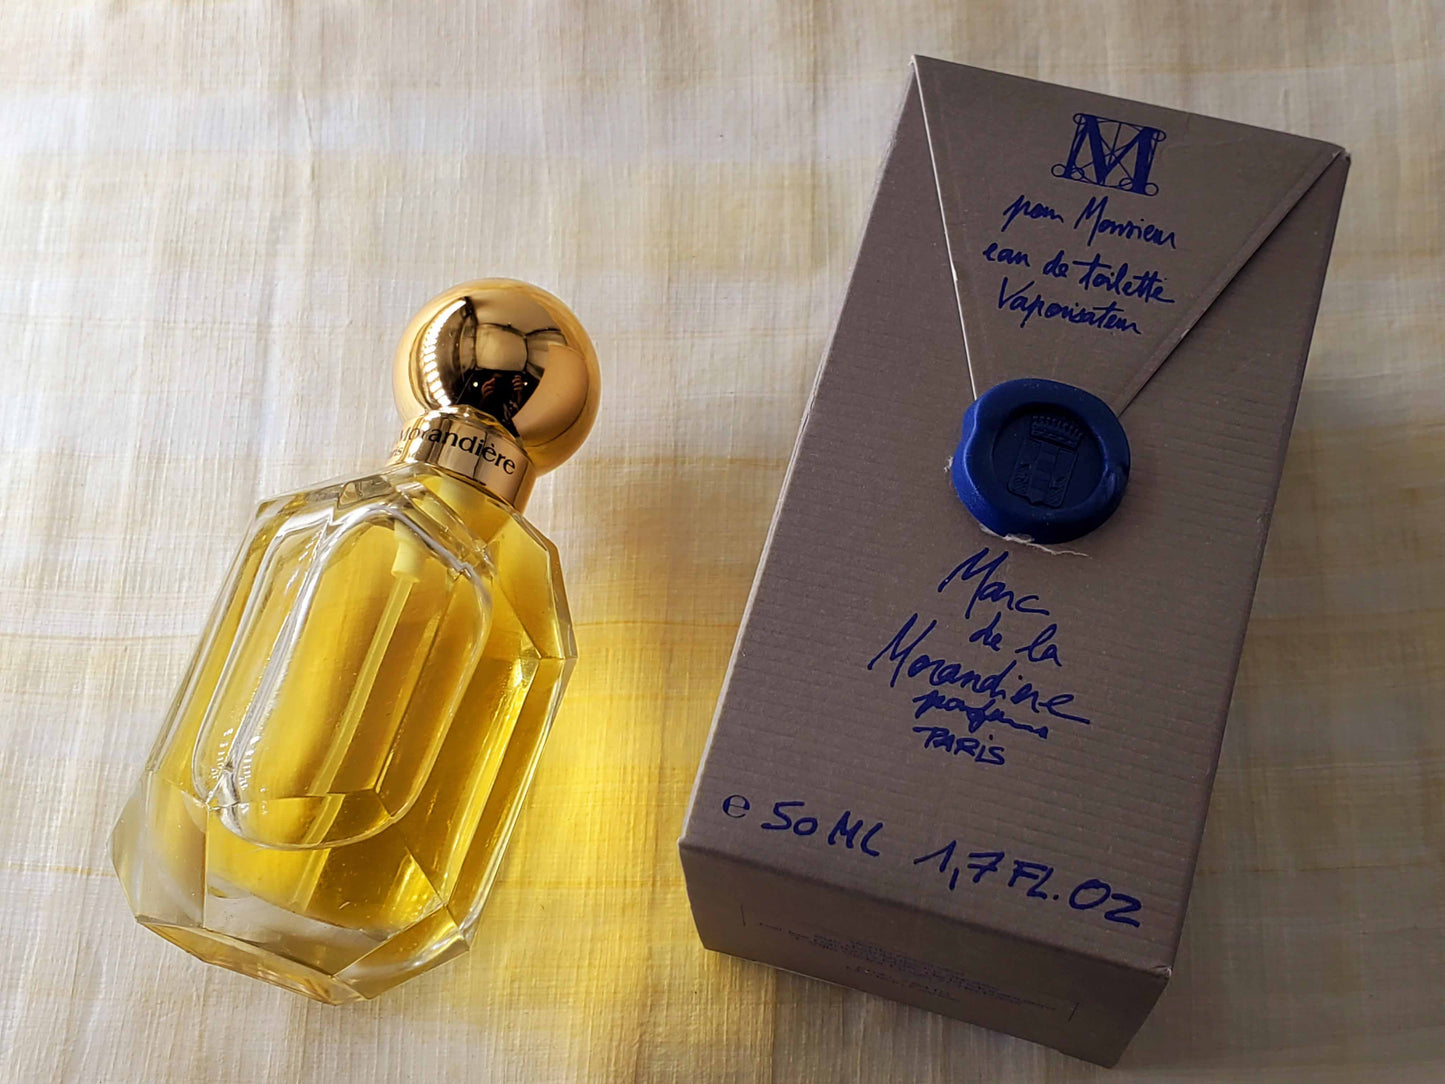 Morandière
M
pour Monsieur
eau de toilette
Vaporisateur
Marc
de la
Morandiere
parfums
PARIS
e 50 ML 1,7 FL. OZ